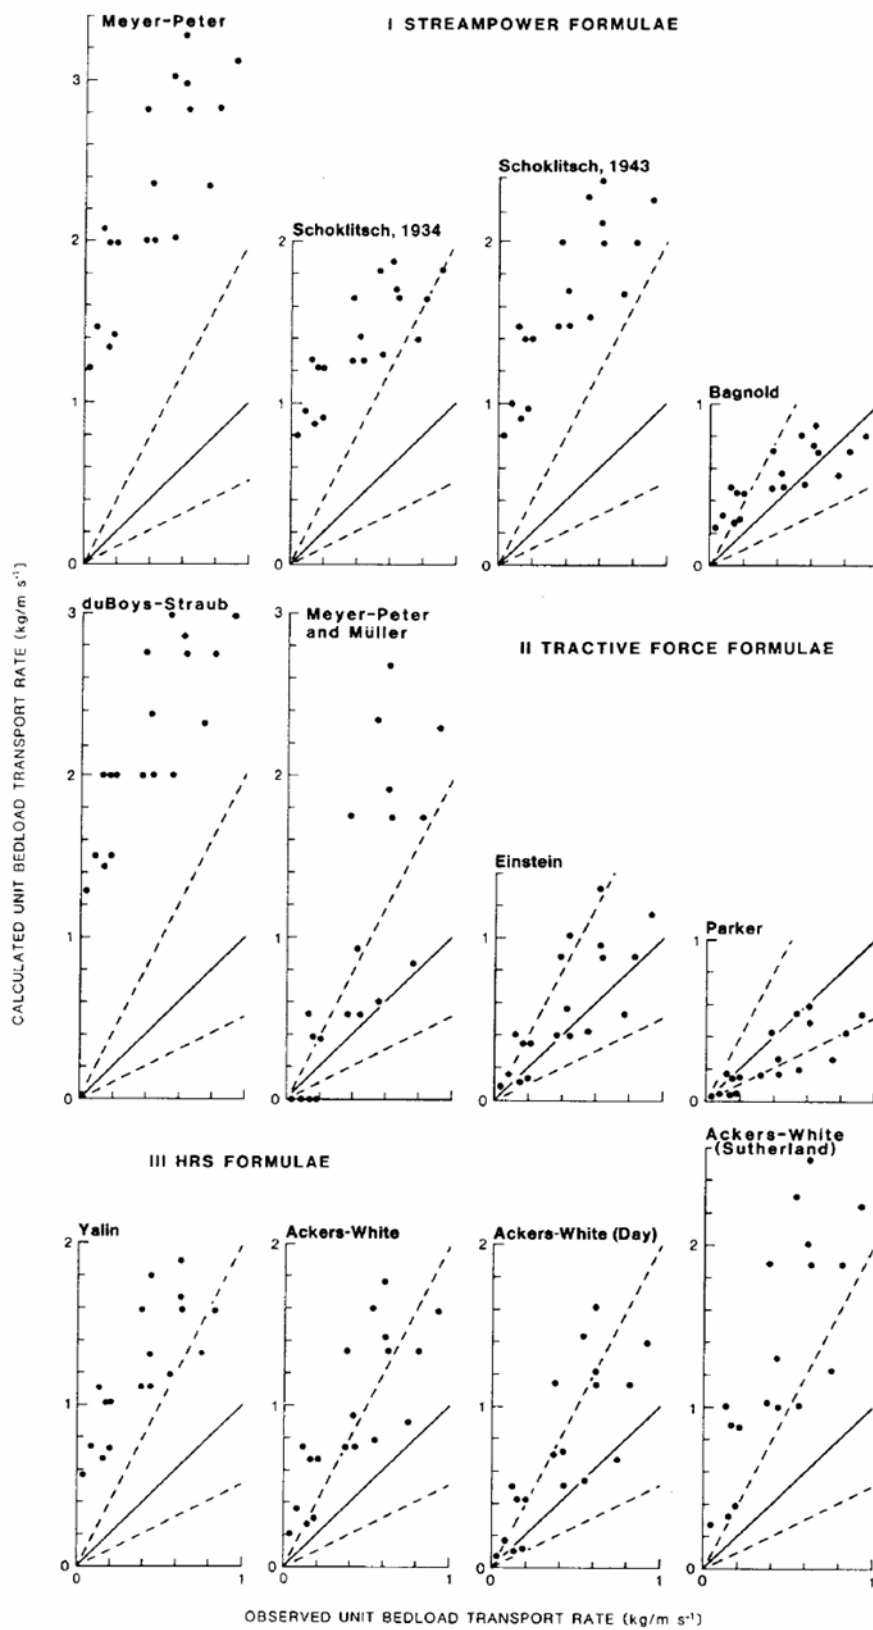 Meyer-Peter
I STREAMPOWER FORMULAE
3
2
1
0
Schoklitsch, 1934
2
1
0
Schoklitsch, 1943
2
1
0
Bagnold
1
0
CALCULATED UNIT BEDLOAD TRANSPORT RATE (kg/m s⁻¹)
duBoys-Straub
3
2
1
0
Meyer-Peter
and Müller
3
2
1
0
II TRACTIVE FORCE FORMULAE
Einstein
1
0
Parker
1
0
III HRS FORMULAE
Yalin
2
1
0
0
1
Ackers-White
2
1
0
0
1
Ackers-White (Day)
2
1
0
0
1
Ackers-White
(Sutherland)
2
1
0
0
1
OBSERVED UNIT BEDLOAD TRANSPORT RATE (kg/m s⁻¹)